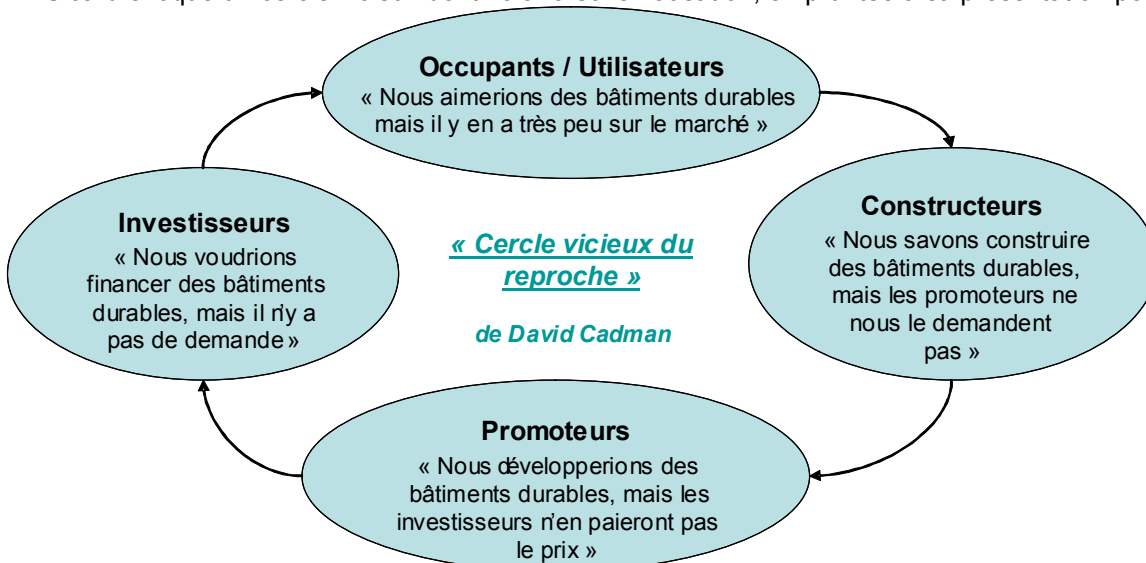 Occupants / Utilisateurs
« Nous aimerions des bâtiments durables
mais il y en a très peu sur le marché »
Investisseurs
« Nous voudrions
financer des bâtiments
durables, mais il n'y a
pas de demande »
« Cercle vicieux du
reproche »
de David Cadman
Constructeurs
« Nous savons construire
des bâtiments durables,
mais les promoteurs ne
nous le demandent
pas »
Promoteurs
« Nous développerions des
bâtiments durables, mais les
investisseurs n'en paieront pas
le prix »